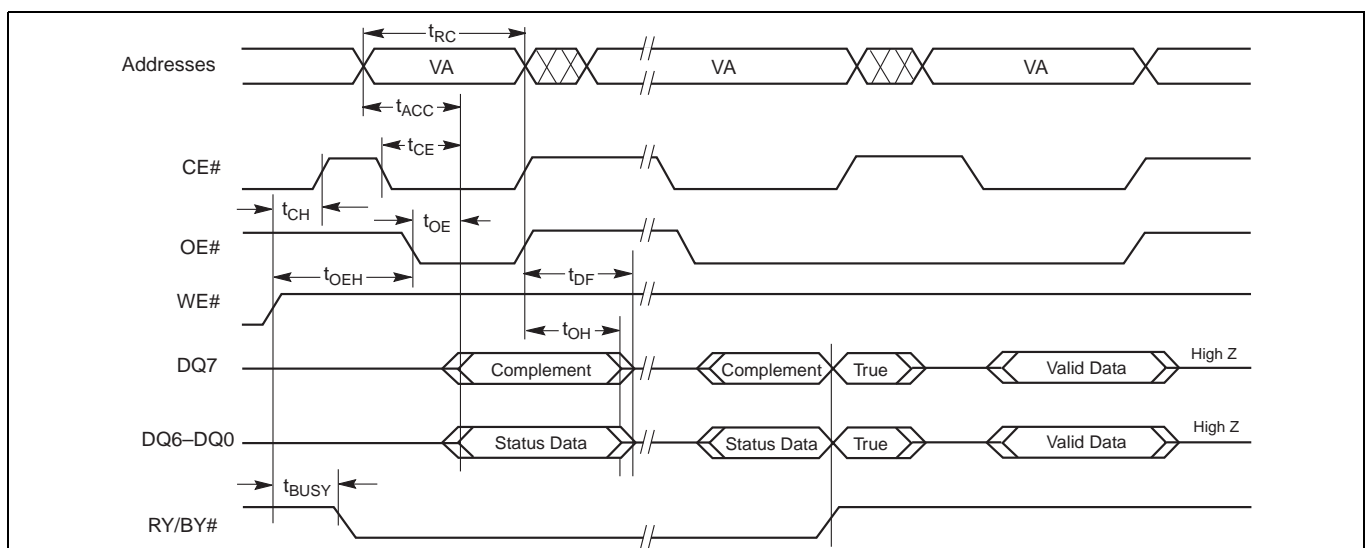 tRC
Addresses VA VA VA
tACC
tCE
CE#
tCH tOE
OE#
tOEH tDF
WE#
tOH
DQ7 Complement Complement True Valid Data High Z
DQ6–DQ0 Status Data Status Data True Valid Data High Z
tBUSY
RY/BY#